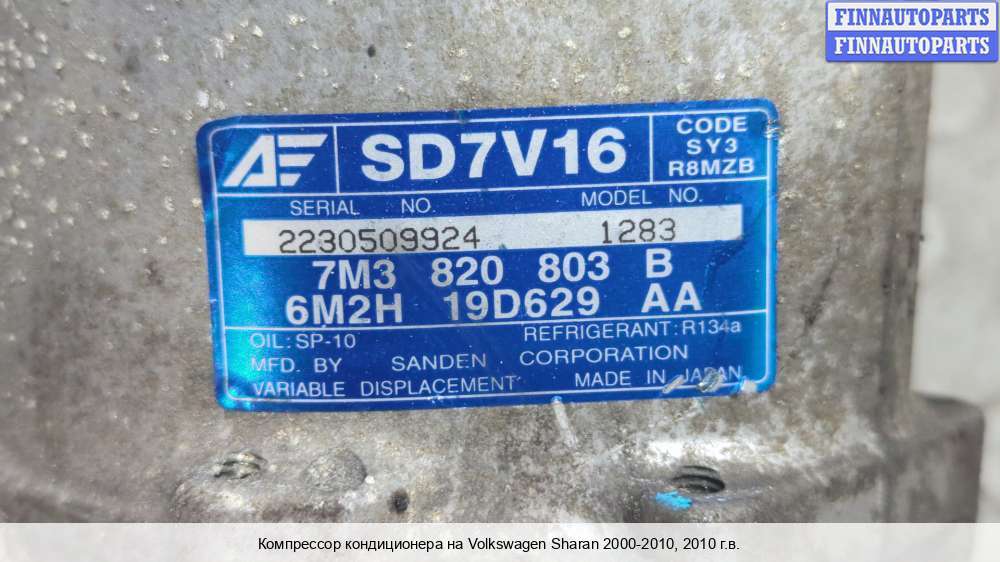 FINNAUTOPARTS
FINNAUTOPARTS
SD7V16
CODE
SY3
R8MZB
SERIAL NO. MODEL NO.
2230509924 1283
7M3 820 803 B
6M2H 19D629 AA
OIL:SP-10 REFRIGERANT:R134a
MFD. BY SANDEN CORPORATION
VARIABLE DISPLACEMENT MADE IN JAPAN
Компрессор кондиционера на Volkswagen Sharan 2000-2010, 2010 г.в.